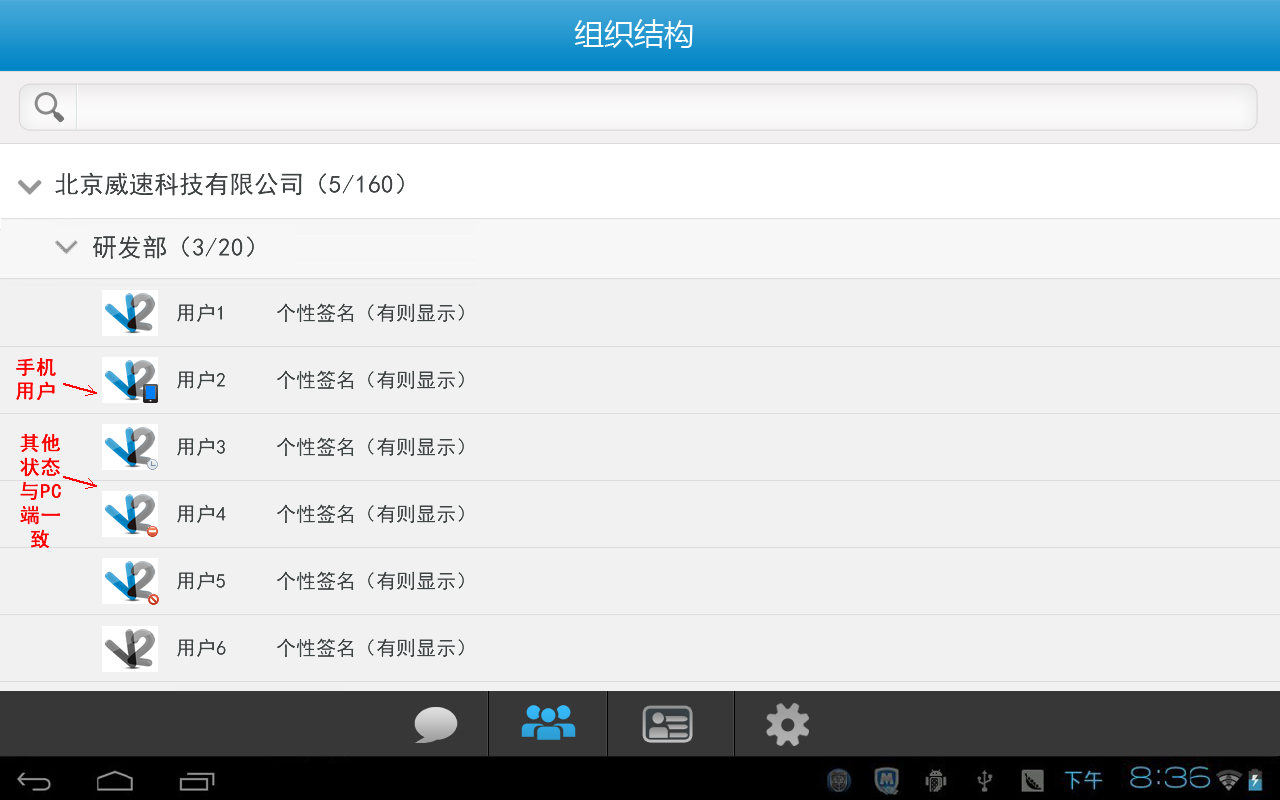 组织结构
北京威速科技有限公司（5/160）
研发部（3/20）
用户1 个性签名（有则显示）
手机
用户
用户2 个性签名（有则显示）
其他
状态
与PC
端一
致
用户3 个性签名（有则显示）
用户4 个性签名（有则显示）
用户5 个性签名（有则显示）
用户6 个性签名（有则显示）
下午 8:36